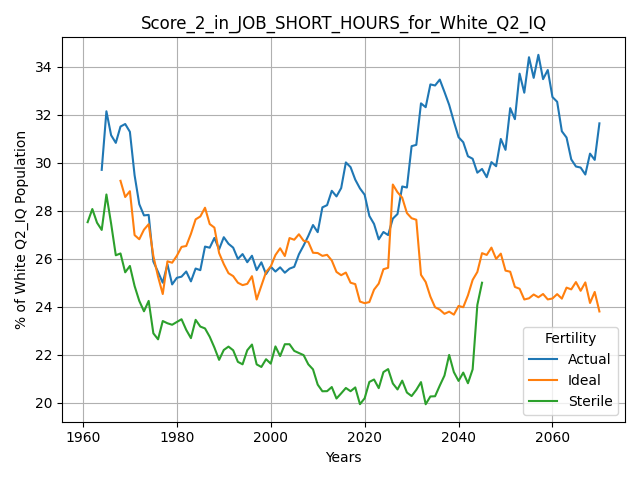 Score_2_in_JOB_SHORT_HOURS_for_White_Q2_IQ
% of White Q2_IQ Population
34
32
30
28
26
24
22
20
1960
1980
2000
2020
2040
2060
Years
Fertility
Actual
Ideal
Sterile